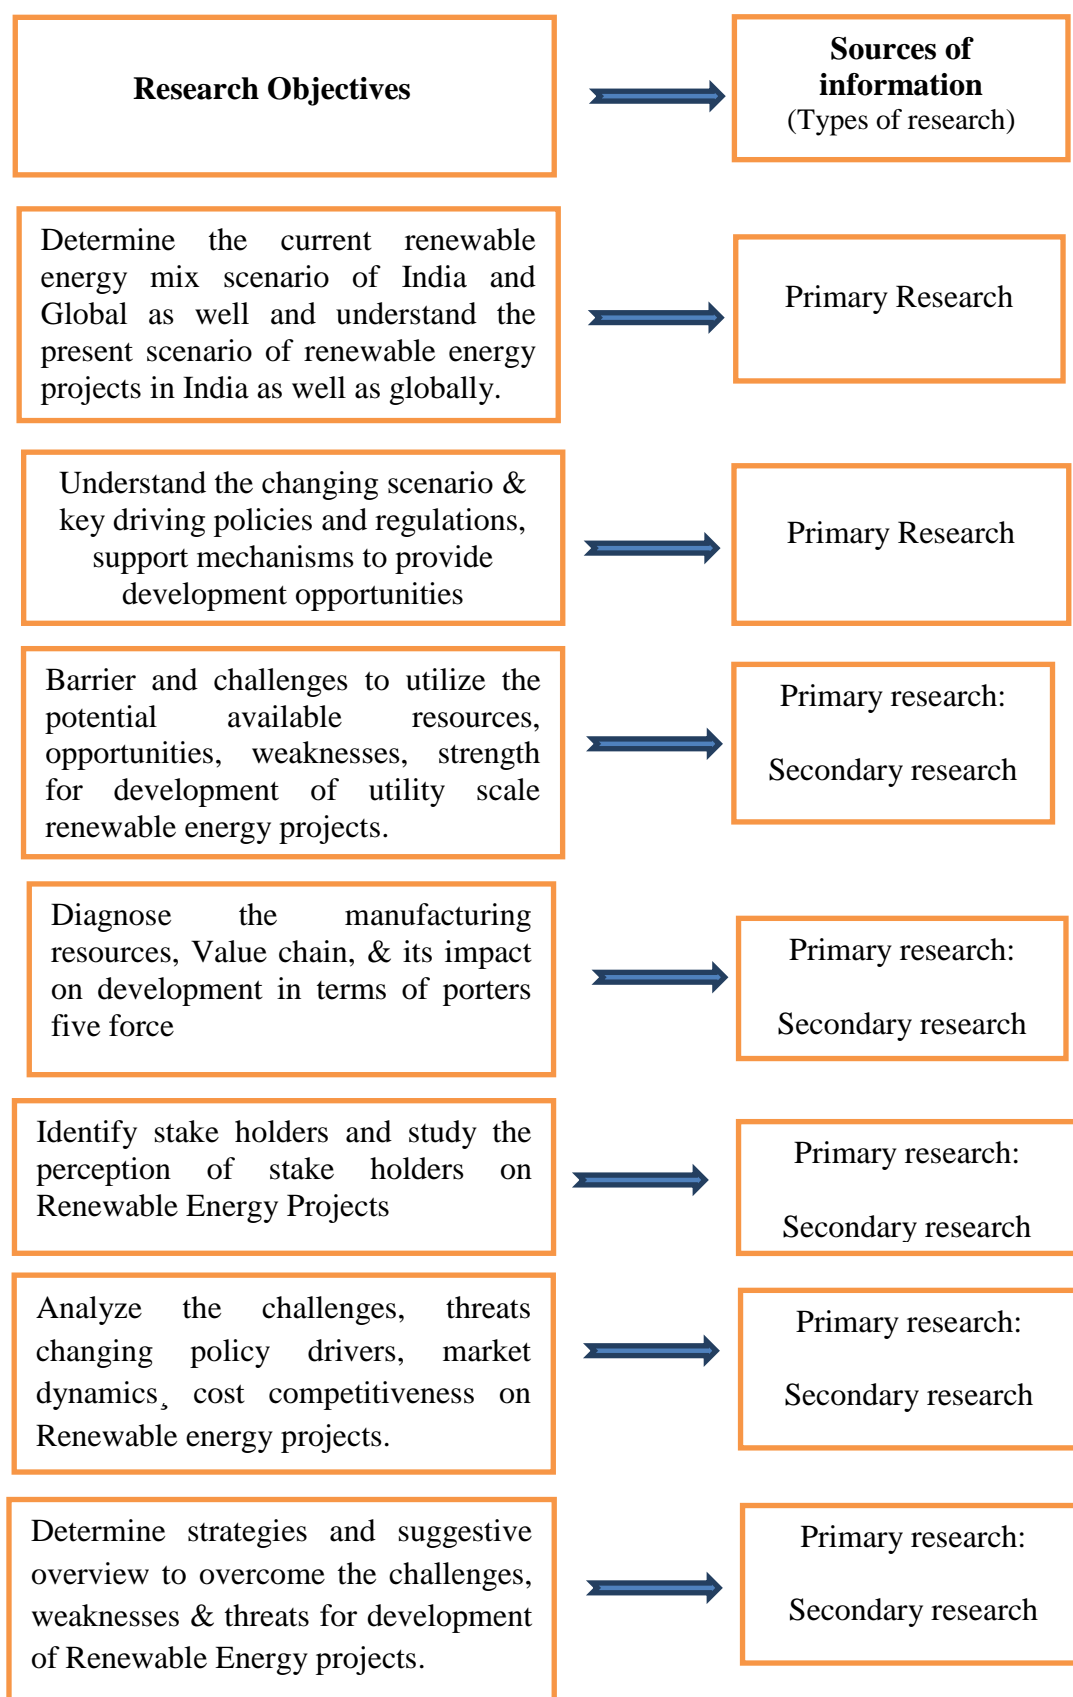 Research Objectives
Sources of
information
(Types of research)
Determine the current renewable
energy mix scenario of India and
Global as well and understand the
present scenario of renewable energy
projects in India as well as globally.
Primary Research
Understand the changing scenario &
key driving policies and regulations,
support mechanisms to provide
development opportunities
Primary Research
Barrier and challenges to utilize the
potential available resources,
opportunities, weaknesses, strength
for development of utility scale
renewable energy projects.
Primary research:
Secondary research
Diagnose the manufacturing
resources, Value chain, & its impact
on development in terms of porters
five force
Primary research:
Secondary research
Identify stake holders and study the
perception of stake holders on
Renewable Energy Projects
Primary research:
Secondary research
Analyze the challenges, threats
changing policy drivers, market
dynamics¸ cost competitiveness on
Renewable energy projects.
Primary research:
Secondary research
Determine strategies and suggestive
overview to overcome the challenges,
weaknesses & threats for development
of Renewable Energy projects.
Primary research:
Secondary research